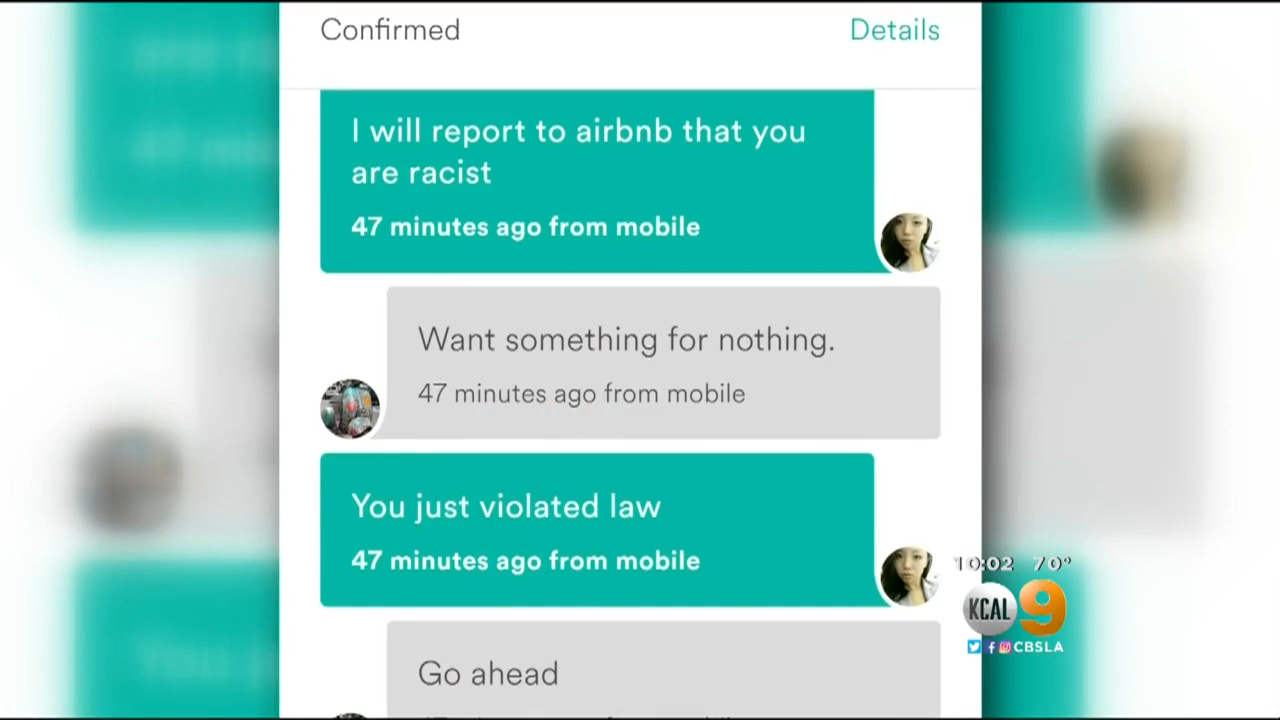 Confirmed Details
I will report to airbnb that you
are racist
47 minutes ago from mobile
Want something for nothing.
47 minutes ago from mobile
You just violated law
47 minutes ago from mobile
Go ahead
10:02 70°
KCAL 9
CBSLA